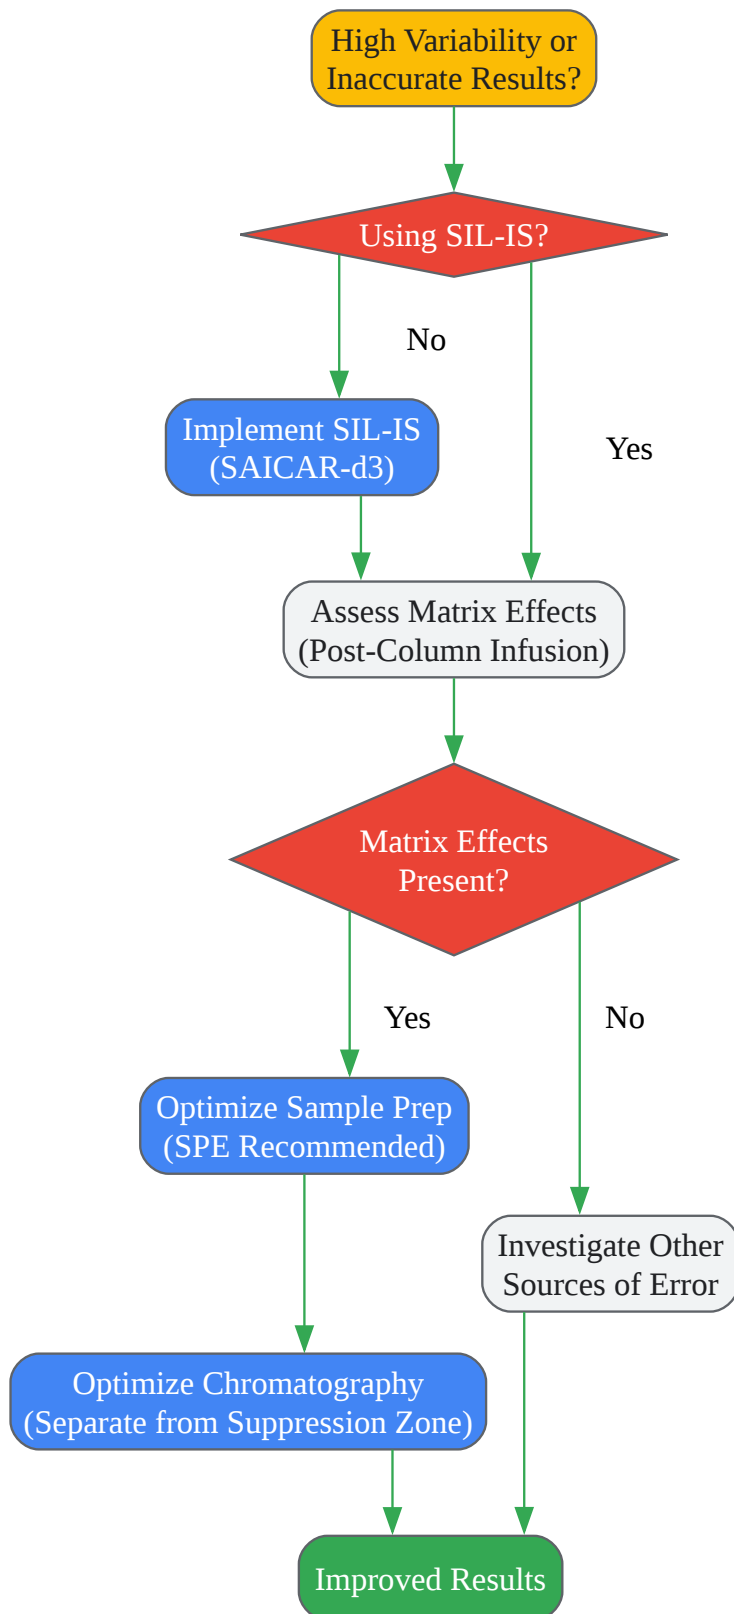 High Variability or
Inaccurate Results?
Using SIL-IS?
No
Implement SIL-IS
(SAICAR-d3)
Yes
Assess Matrix Effects
(Post-Column Infusion)
Matrix Effects
Present?
Yes
No
Optimize Sample Prep
(SPE Recommended)
Investigate Other
Sources of Error
Optimize Chromatography
(Separate from Suppression Zone)
Improved Results